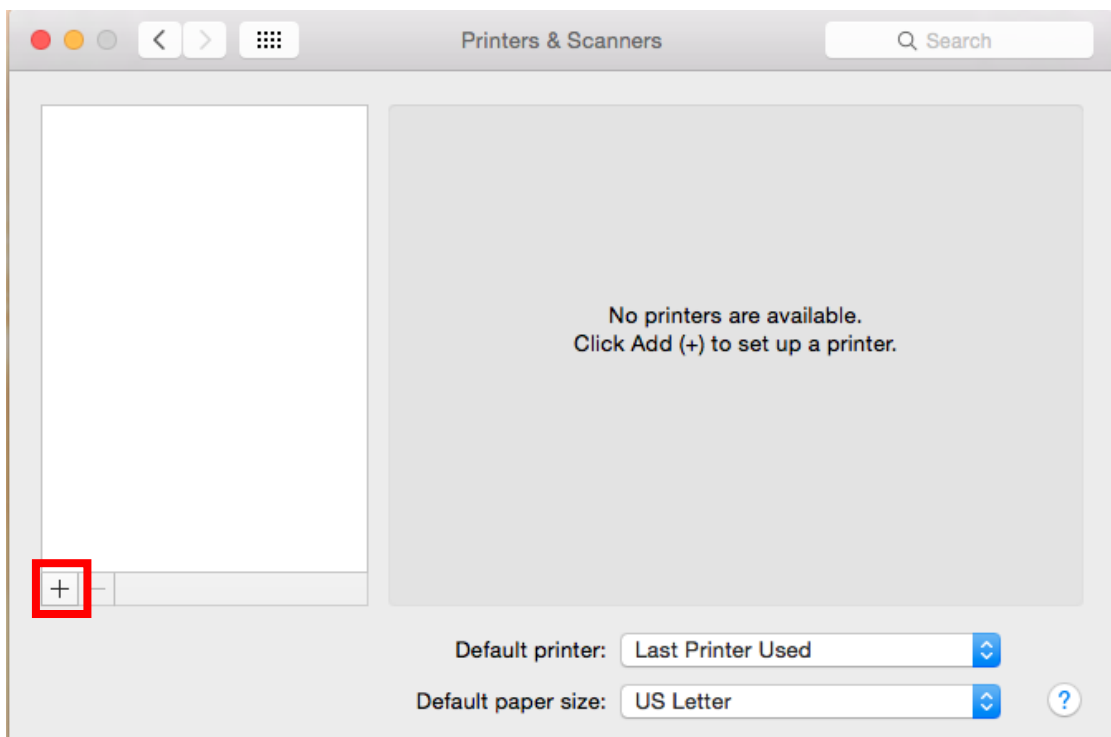 Printers & Scanners
Search
No printers are available.
Click Add (+) to set up a printer.
+ −
Default printer: Last Printer Used
Default paper size: US Letter
?